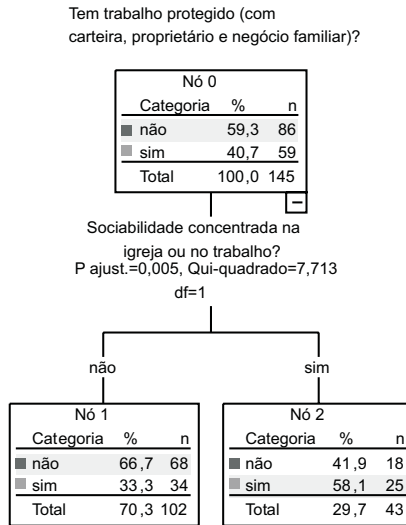 Tem trabalho protegido (com
carteira, proprietário e negócio familiar)?
Nó 0
Categoria % n
não 59,3 86
sim 40,7 59
Total 100,0 145
Sociabilidade concentrada na
igreja ou no trabalho?
P ajust.=0,005, Qui-quadrado=7,713
df=1
não sim
Nó 1
Categoria % n
não 66,7 68
sim 33,3 34
Total 70,3 102
Nó 2
Categoria % n
não 41,9 18
sim 58,1 25
Total 29,7 43